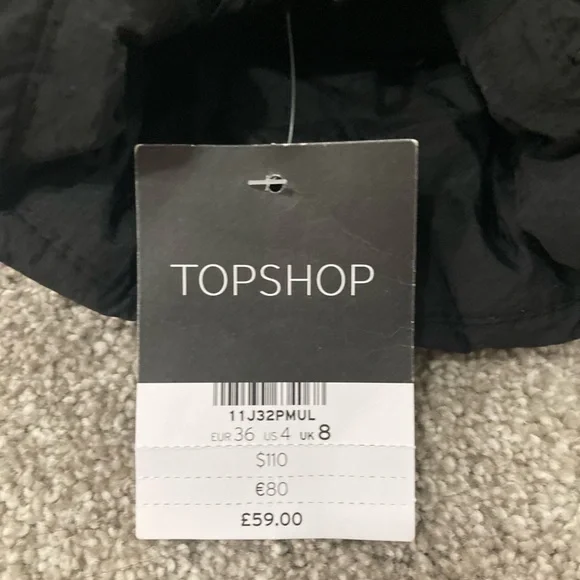 TOPSHOP
11J32PMUL
EUR 36 US 4 UK 8
$110
€80
£59.00